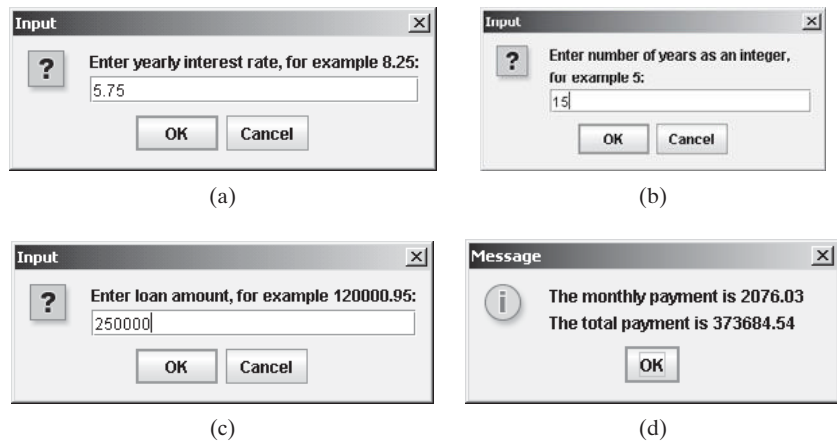 Input
Enter yearly interest rate, for example 8.25:
5.75
OK Cancel
(a)
Input
Enter number of years as an integer,
for example 5:
15
OK Cancel
(b)
Input
Enter loan amount, for example 120000.95:
250000
OK Cancel
(c)
Message
The monthly payment is 2076.03
The total payment is 373684.54
OK
(d)